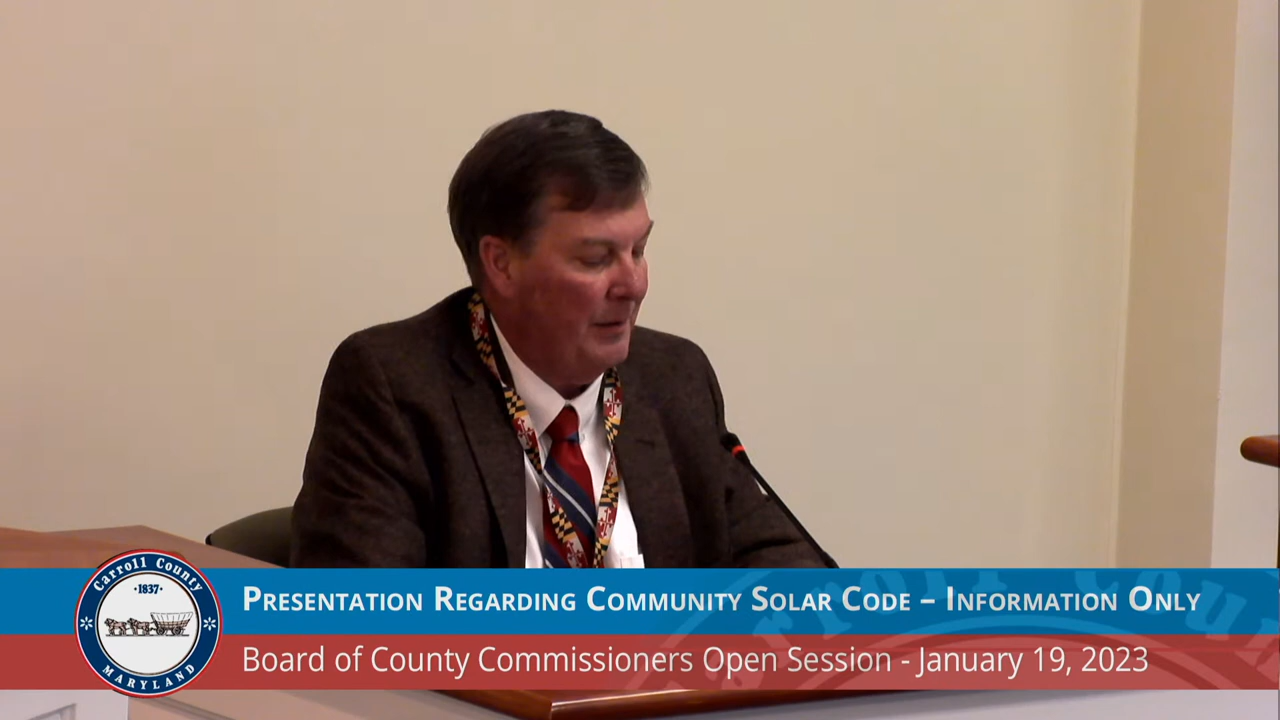 Carroll County
·1837·
MARYLAND
Presentation Regarding Community Solar Code – Information Only
Board of County Commissioners Open Session - January 19, 2023